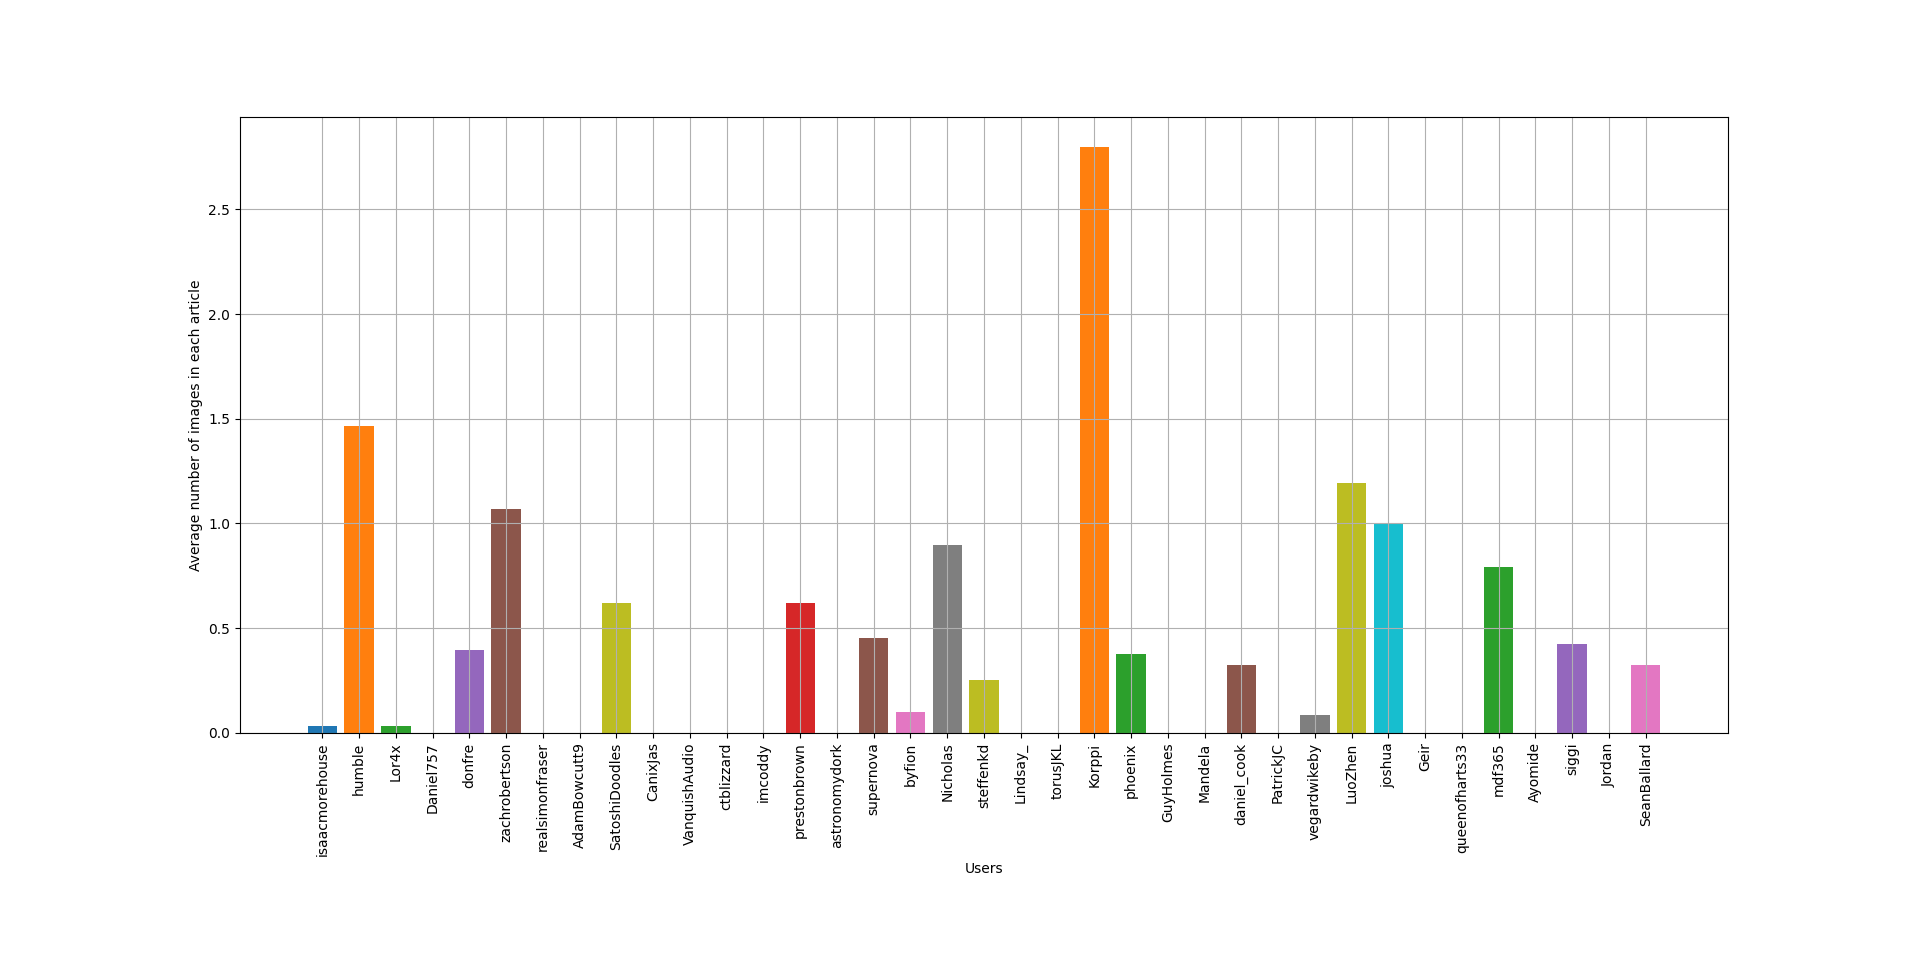 Average number of images in each article
2.5
2.0
1.5
1.0
0.5
0.0
isaacmorehouse
humble
Lor4x
Daniel757
donfre
zachrobertson
realsimonfraser
AdamBowcutt9
SatoshiDoodles
CanixJas
VanquishAudio
ctblizzard
imcoddy
prestonbrown
astronomydork
supernova
byfion
Nicholas
steffenkd
Lindsay_
torusJKL
Korppi
phoenix
GuyHolmes
Mandela
daniel_cook
PatrickJC
vegardwikeby
LuoZhen
joshua
Geir
queenofharts33
mdf365
Ayomide
siggi
Jordan
SeanBallard
Users